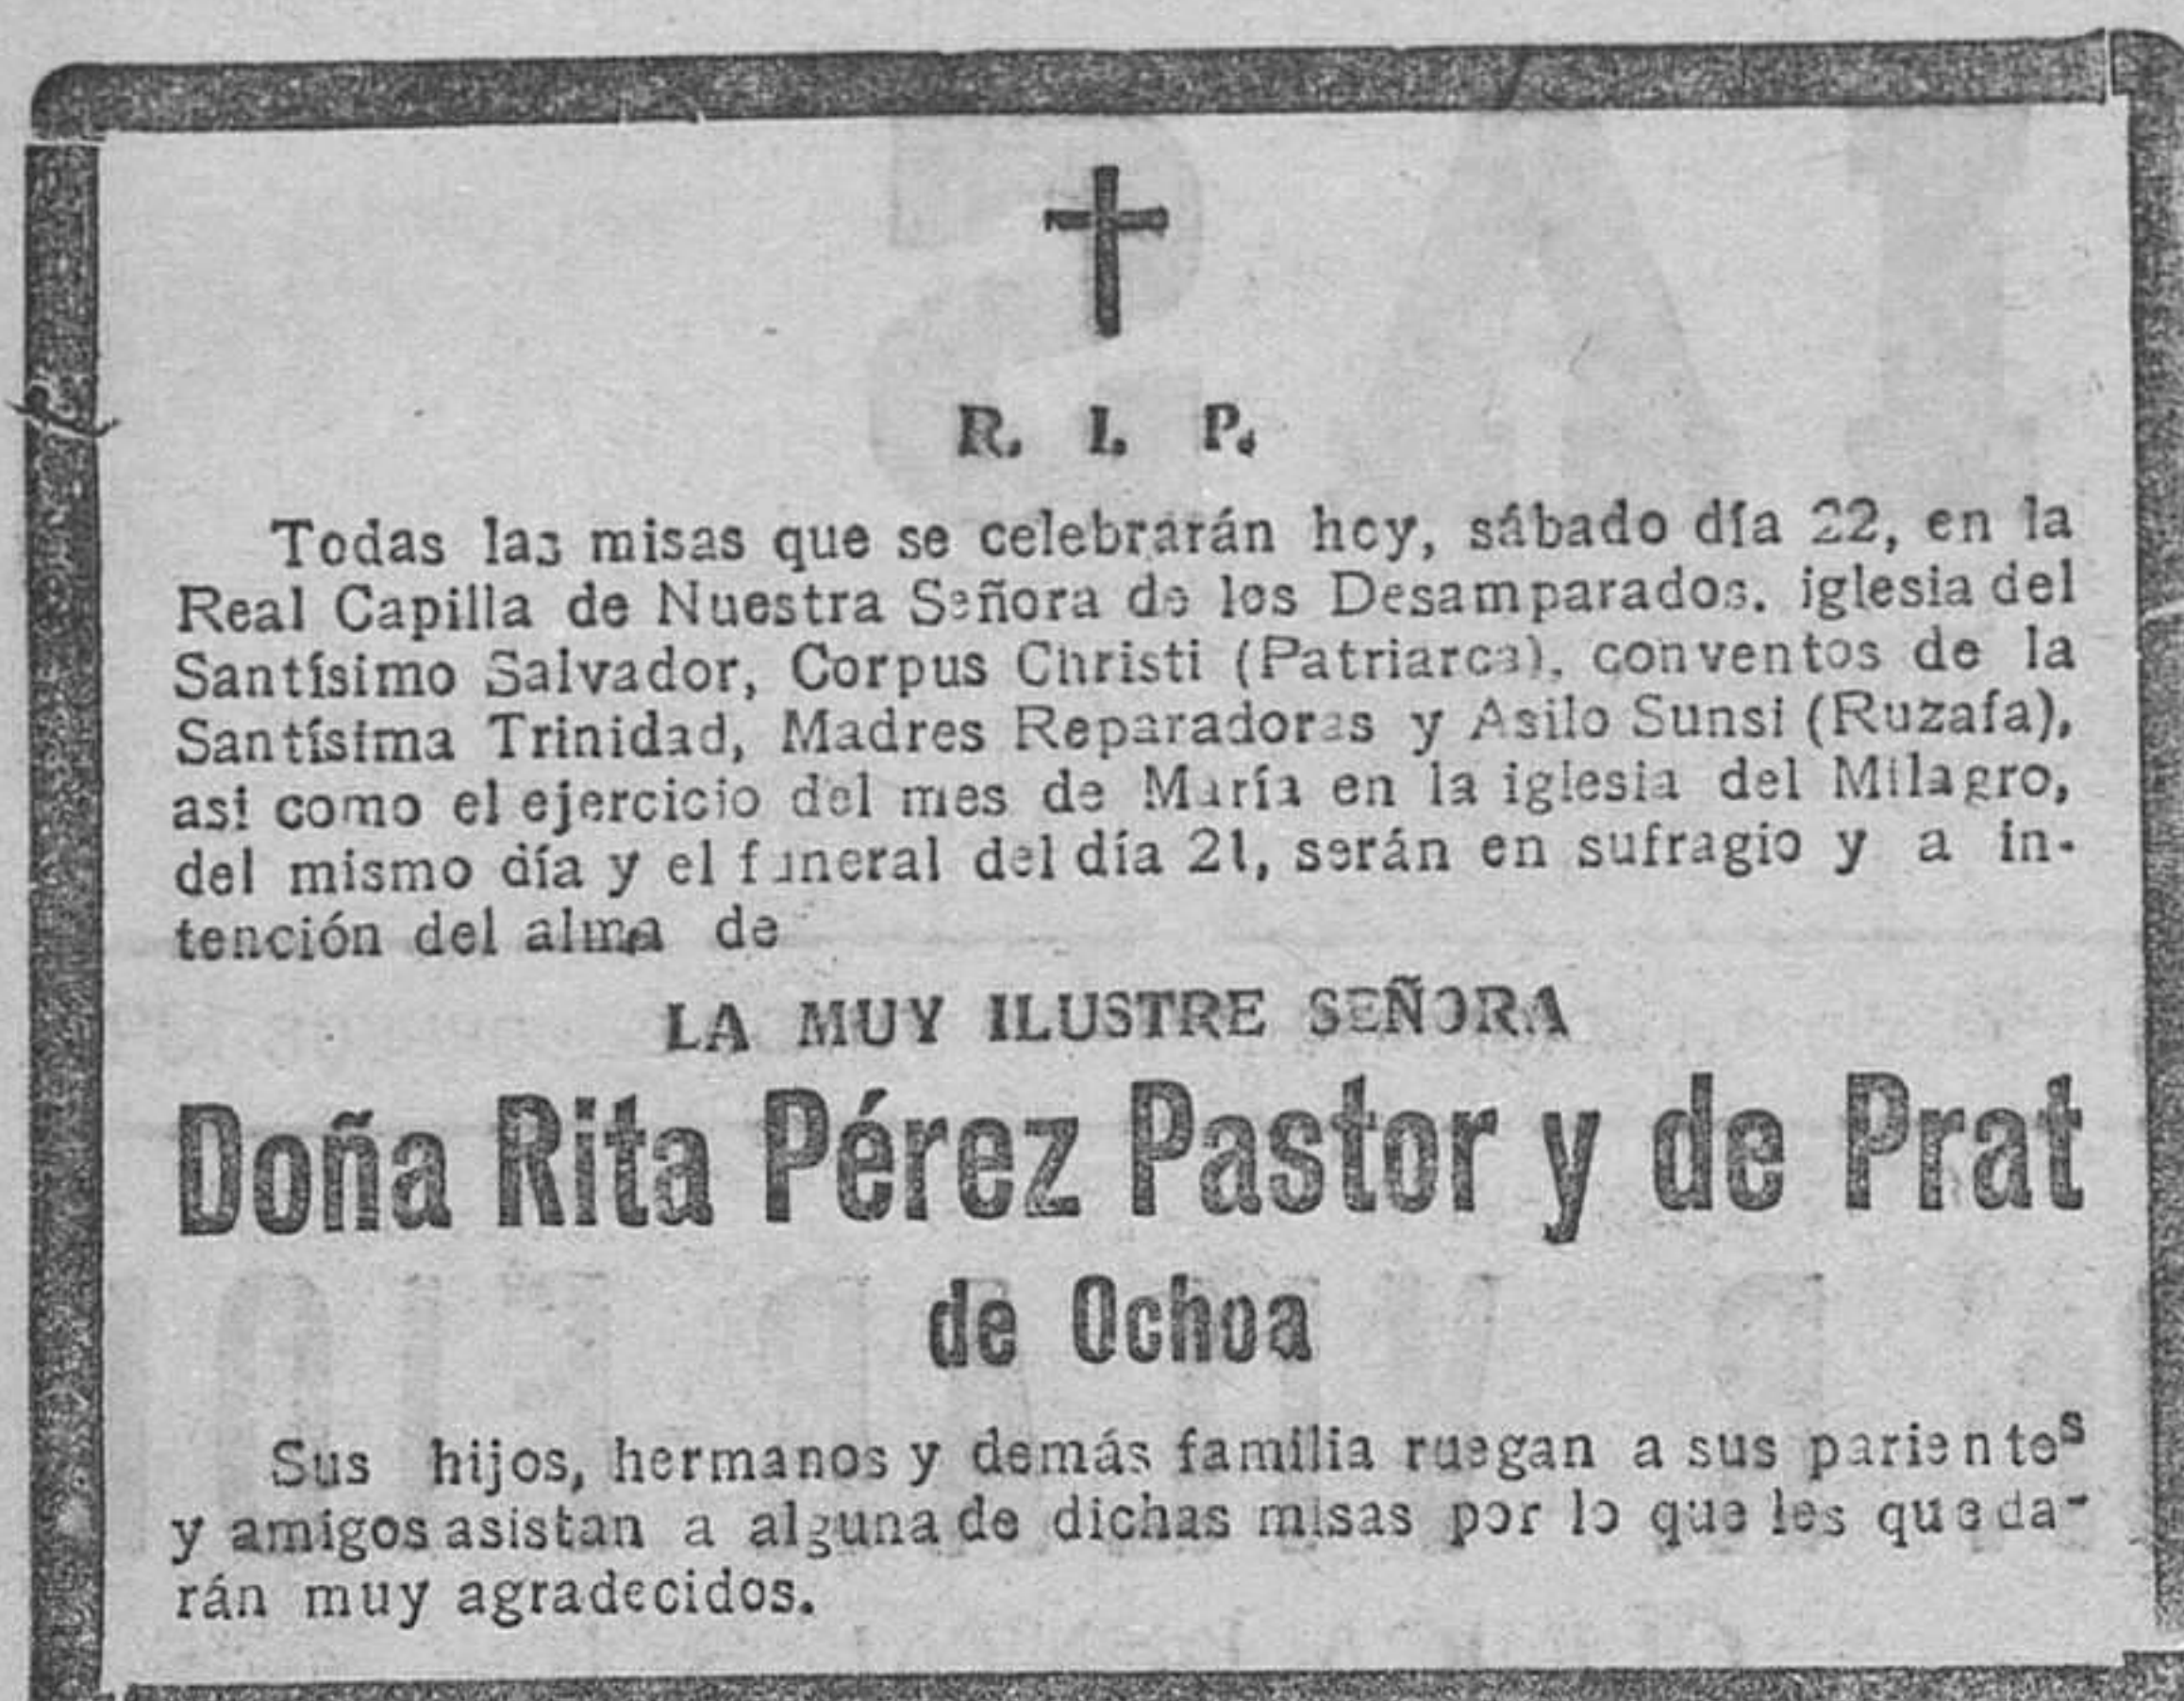 R. I. P.
Todas las misas que se celebrarán hoy, sábado día 22, en la
Real Capilla de Nuestra Señora de los Desamparados, iglesia del
Santísimo Salvador, Corpus Christi (Patriarca), conventos de la
Santísima Trinidad, Madres Reparadoras y Asilo Sunsi (Ruzafa),
así como el ejercicio del mes de María en la iglesia del Milagro,
del mismo día y el funeral del día 21, serán en sufragio y a in-
tención del alma de
LA MUY ILUSTRE SEÑORA
Doña Rita Pérez Pastor y de Prat
de Ochoa
Sus hijos, hermanos y demás familia ruegan a sus parientes
y amigos asistan a alguna de dichas misas por lo que les queda-
rán muy agradecidos.